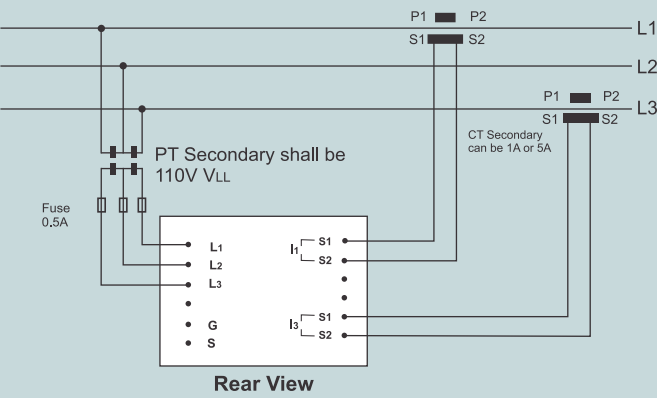 P1 P2
S1 S2
L1
L2
P1 P2
L3
S1 S2
CT Secondary
can be 1A or 5A
PT Secondary shall be
110V VLL
Fuse
0.5A
L1
L2
L3
G
S
I1 S1
S2
I3 S1
S2
Rear View